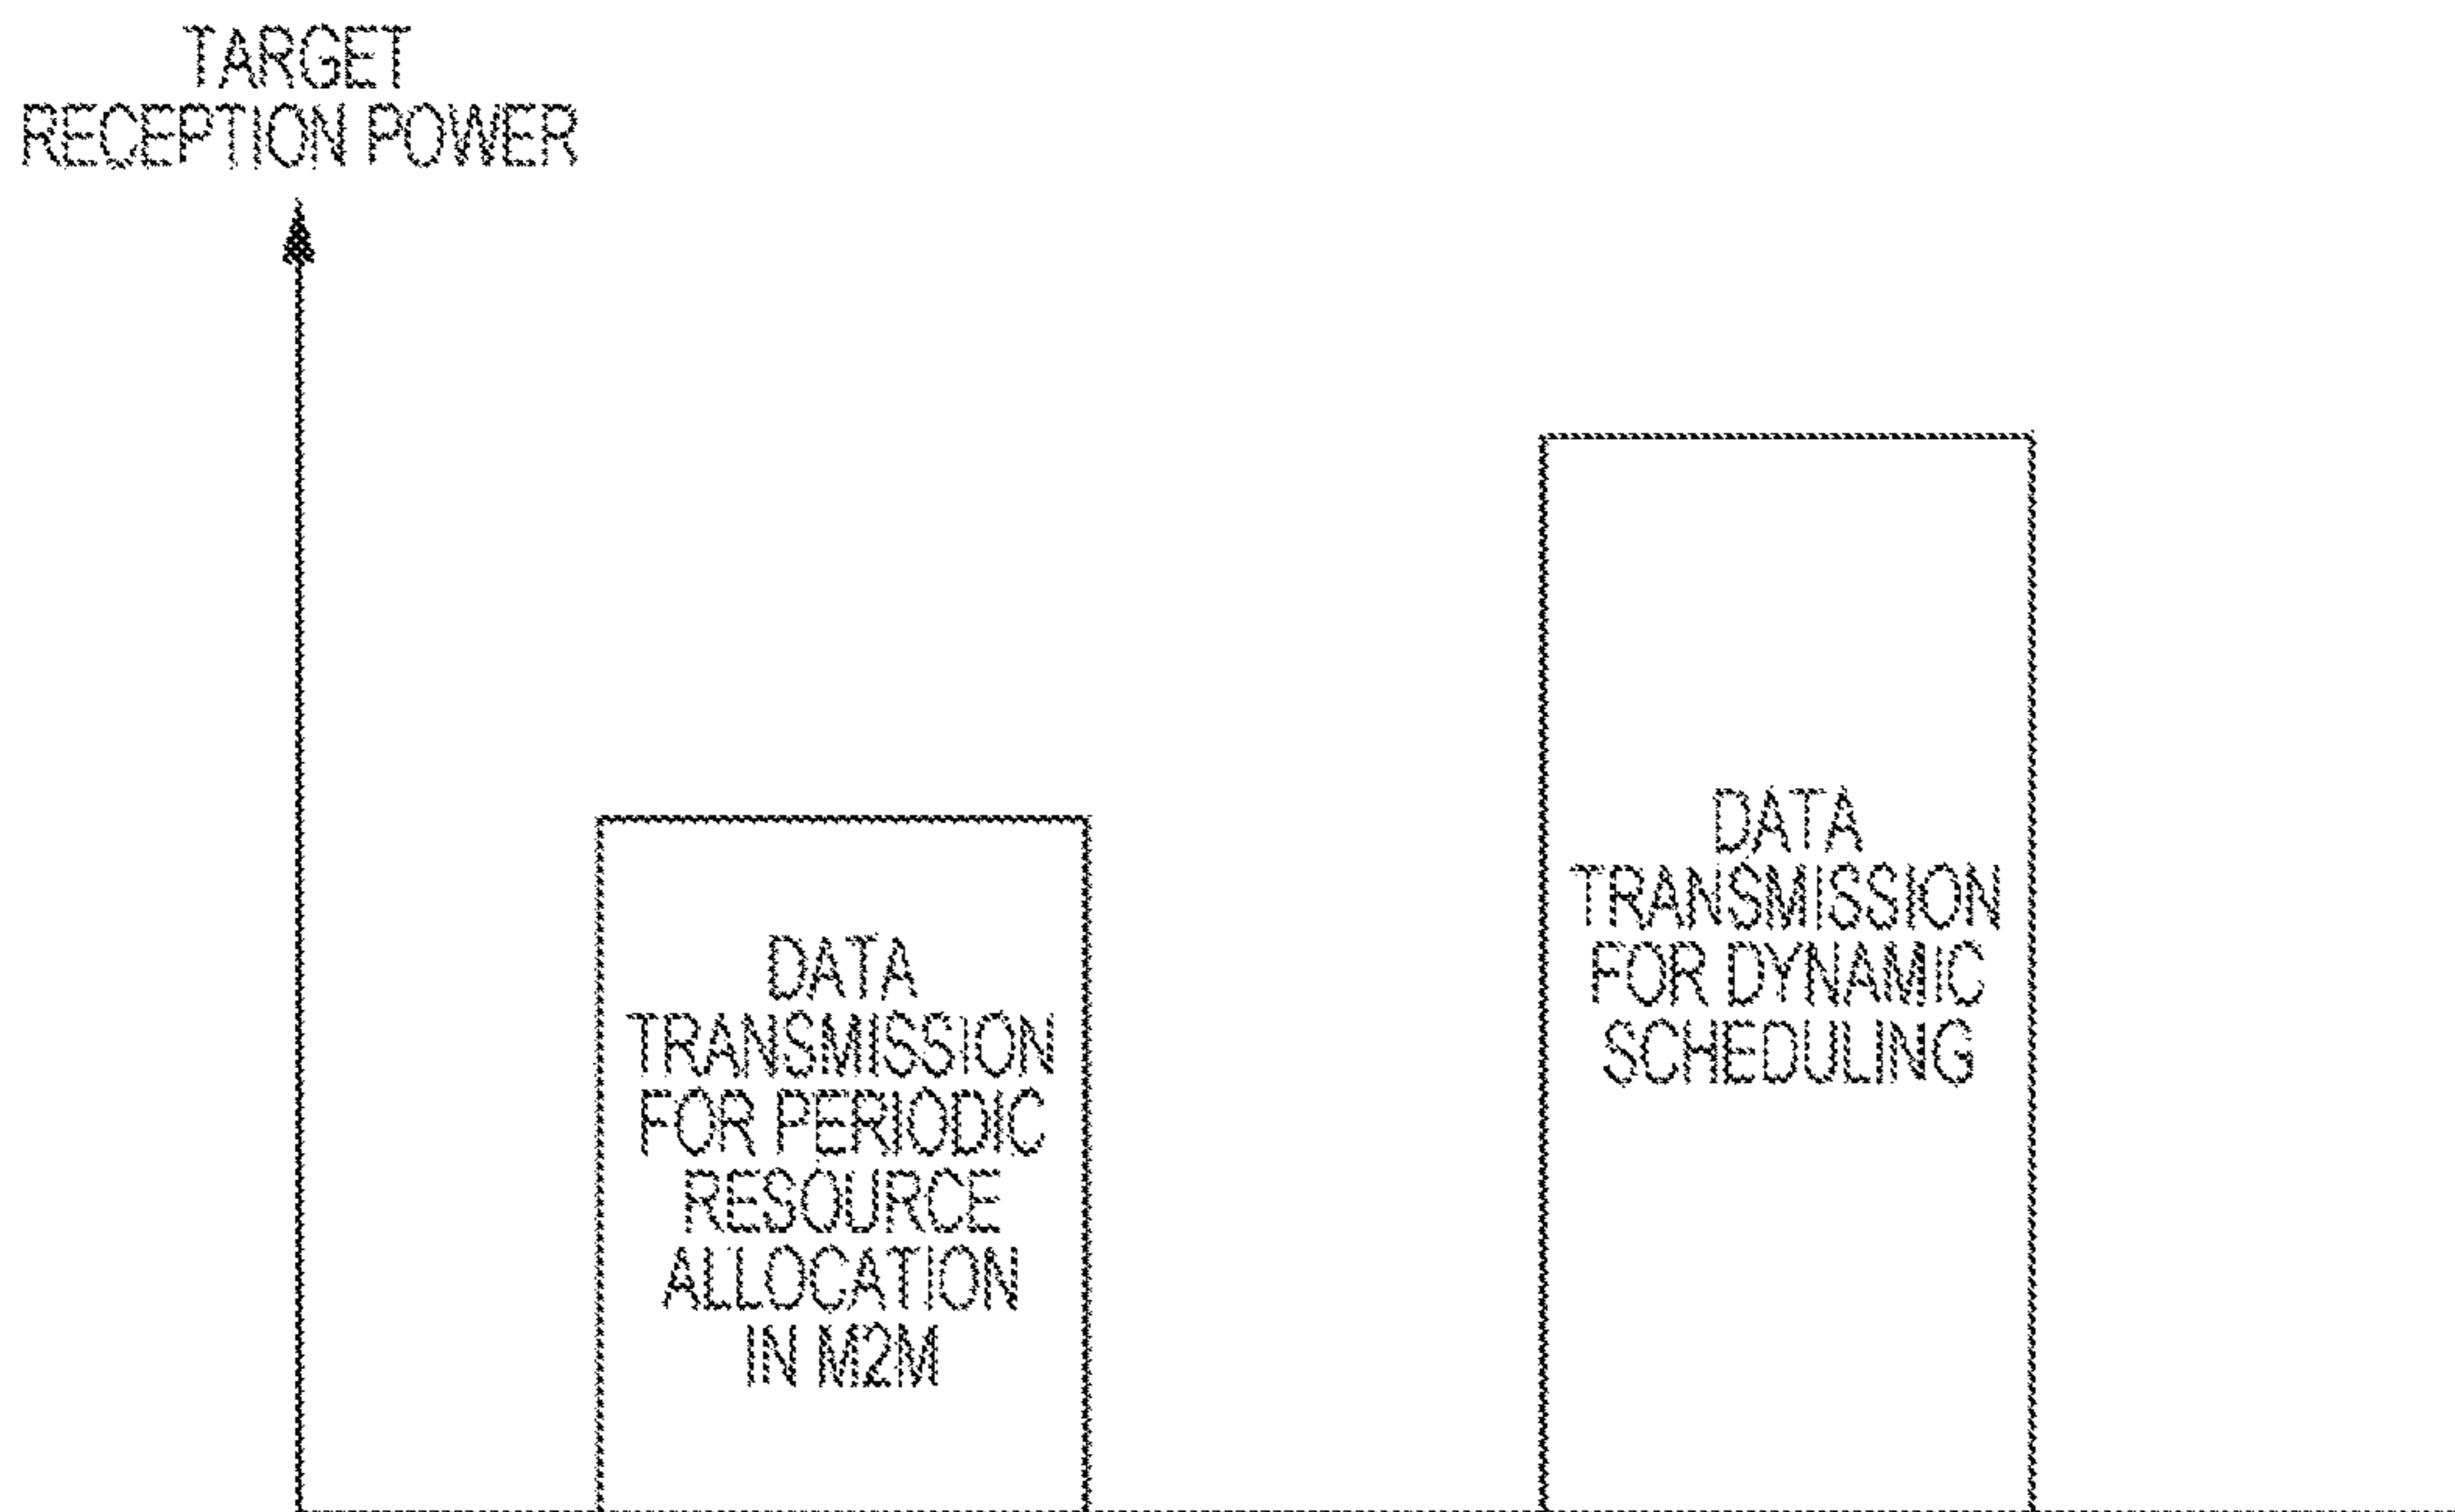 TARGET
RECEPTION POWER
DATA
TRANSMISSION
FOR PERIODIC
RESOURCE
ALLOCATION
IN M2M
DATA
TRANSMISSION
FOR DYNAMIC
SCHEDULING